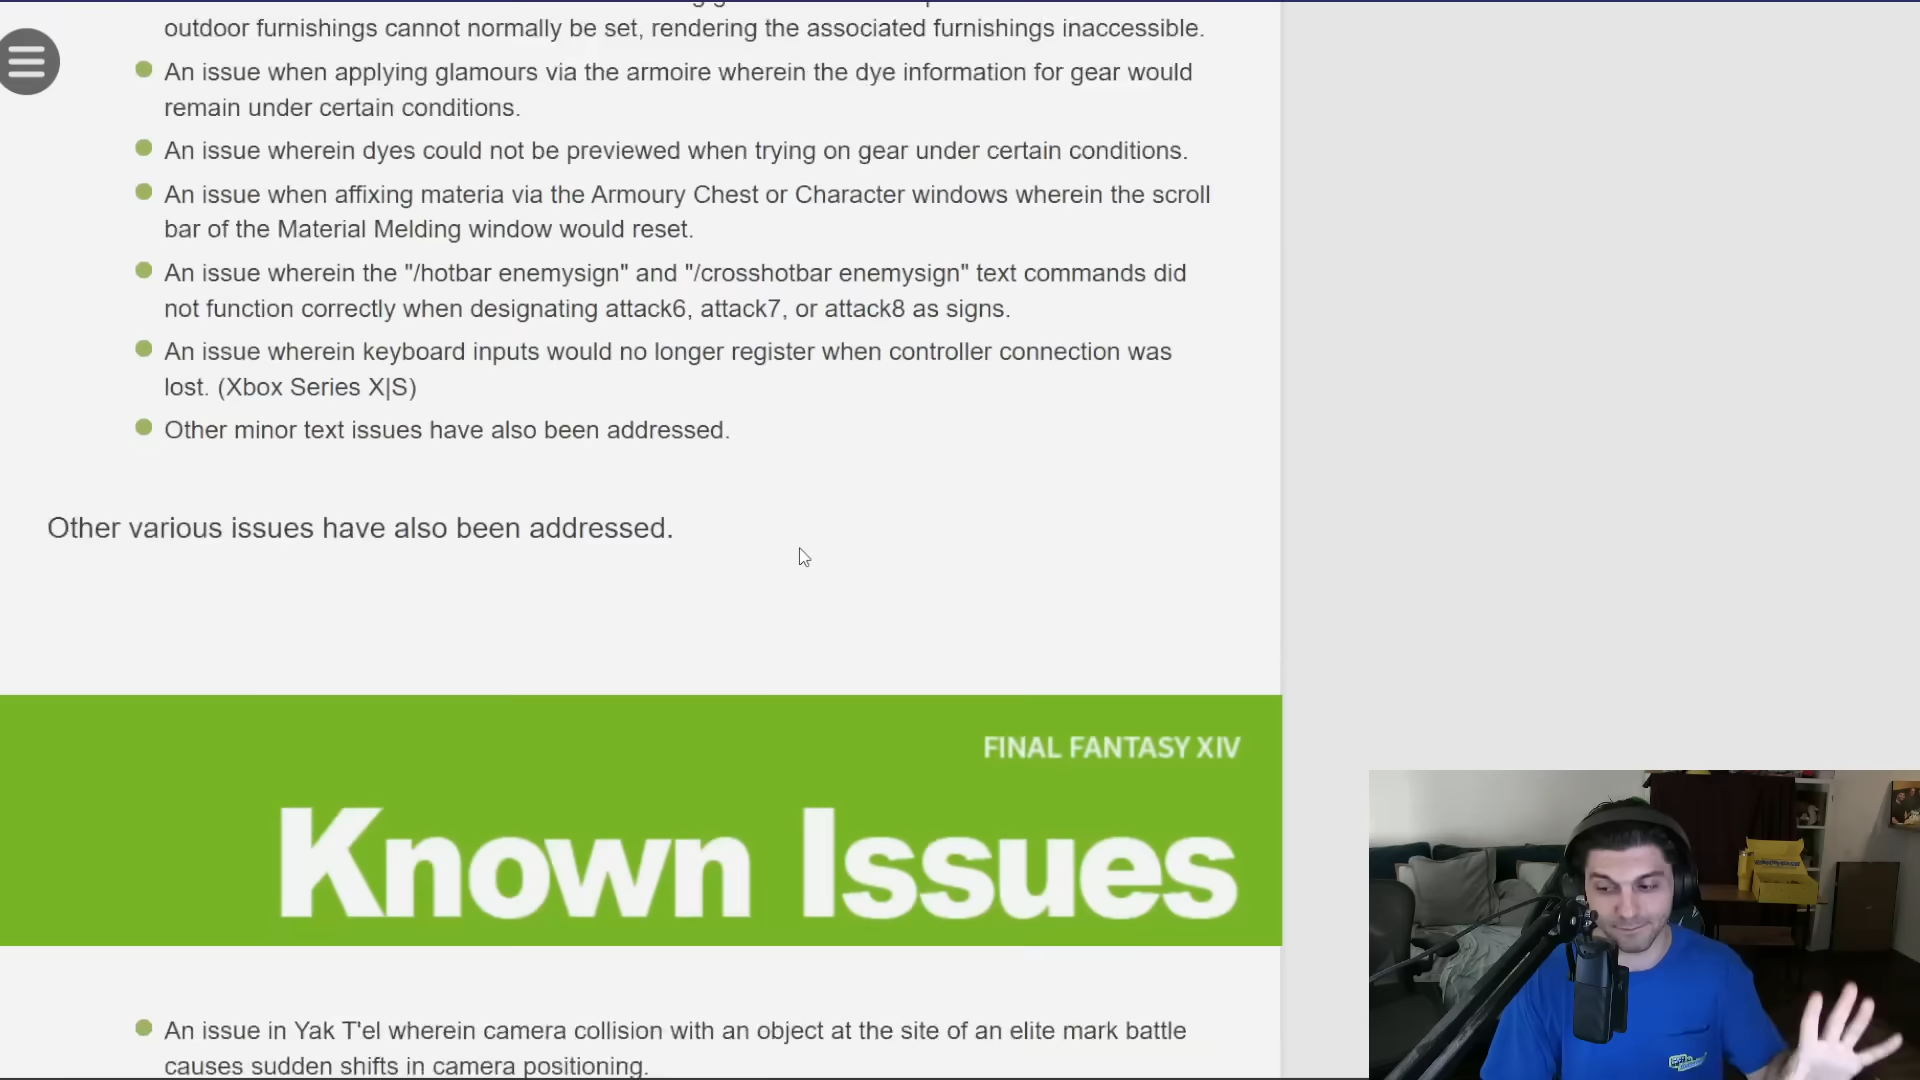 outdoor furnishings cannot normally be set, rendering the associated furnishings inaccessible.
An issue when applying glamours via the armoire wherein the dye information for gear would
remain under certain conditions.
An issue wherein dyes could not be previewed when trying on gear under certain conditions.
An issue when affixing materia via the Armoury Chest or Character windows wherein the scroll
bar of the Material Melding window would reset.
An issue wherein the "/hotbar enemysign" and "/crosshotbar enemysign" text commands did
not function correctly when designating attack6, attack7, or attack8 as signs.
An issue wherein keyboard inputs would no longer register when controller connection was
lost. (Xbox Series X|S)
Other minor text issues have also been addressed.
Other various issues have also been addressed.
FINAL FANTASY XIV
Known Issues
An issue in Yak T'el wherein camera collision with an object at the site of an elite mark battle
causes sudden shifts in camera positioning.